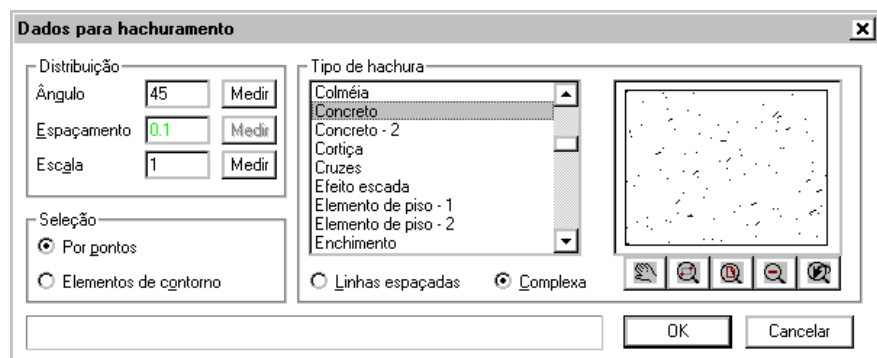 Dados para hachuramento
Distribuição
Ângulo 45 Medir
Espaçamento 0.1 Medir
Escala 1 Medir
Seleção
Por pontos
Elementos de contorno
Tipo de hachura
Colméia
Concreto
Concreto - 2
Cortiça
Cruzes
Efeito escada
Elemento de piso - 1
Elemento de piso - 2
Enchimento
Linhas espaçadas Complexa
OK Cancelar